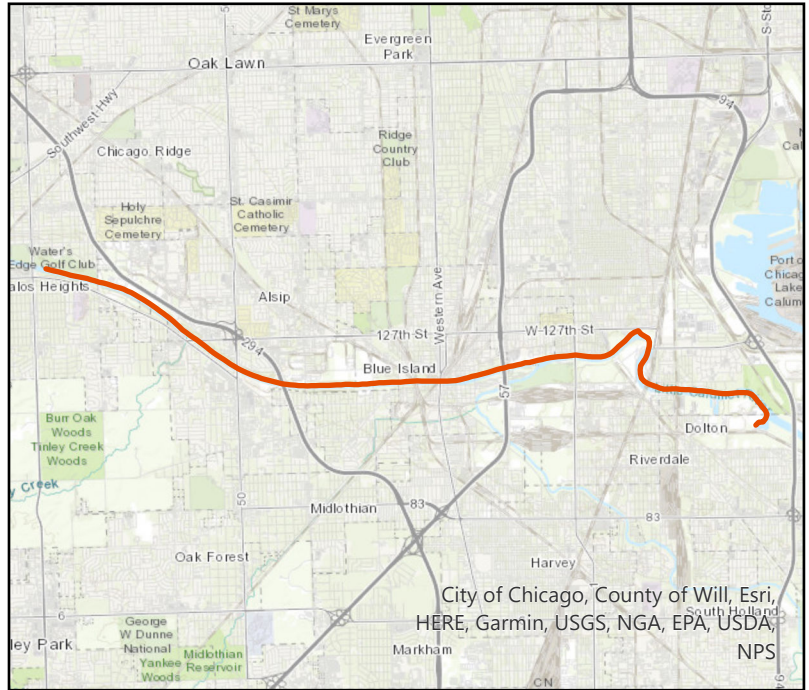 St Marys
Cemetery
S-Sto
Evergreen
Park
Oak Lawn
94
Southwest Hwy
Chicago Ridge
Ridge
Country
Club
Holy
Sepulchre
Cemetery
St. Casimir
Catholic
Cemetery
Water's
Edge Golf Club
alos Heights
Port o
Chicag
Lake
Calum
Alsip
Western Ave
127th St
W-127th St
294
Blue Island
57
Burr Oak
Woods
Tinley Creek
Woods
Dolton
Riverdale
y Creek
50
Midlothian
83
83
Oak Forest
Harvey
City of Chicago, County of Will, Esri,
HERE, Garmin, USGS, NGA, EPA, USDA,
NPS
South Holland
6
George
W Dunne
National
Yankee
Woods
Midlothian
Reservoir
ley Park
Markham
CN
94